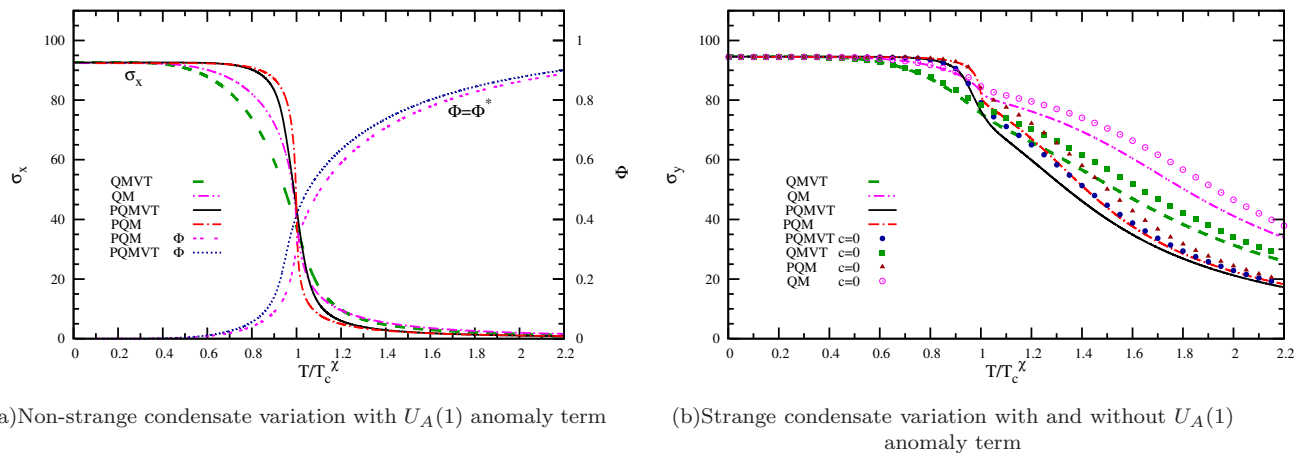 100
80
60
40
20
0
σx
σx
QMVT
QM
PQMVT
PQM
PQM Φ
PQMVT Φ
Φ=Φ*
1
0.8
0.6
0.4
0.2
0
Φ
0 0.2 0.4 0.6 0.8 1 1.2 1.4 1.6 1.8 2 2.2
T/Tcχ
a)Non-strange condensate variation with UA(1) anomaly term
100
80
60
40
20
0
σy
QMVT
QM
PQMVT
PQM
PQMVT c=0
QMVT c=0
PQM c=0
QM c=0
0 0.2 0.4 0.6 0.8 1 1.2 1.4 1.6 1.8 2 2.2
T/Tcχ
(b)Strange condensate variation with and without UA(1)
anomaly term